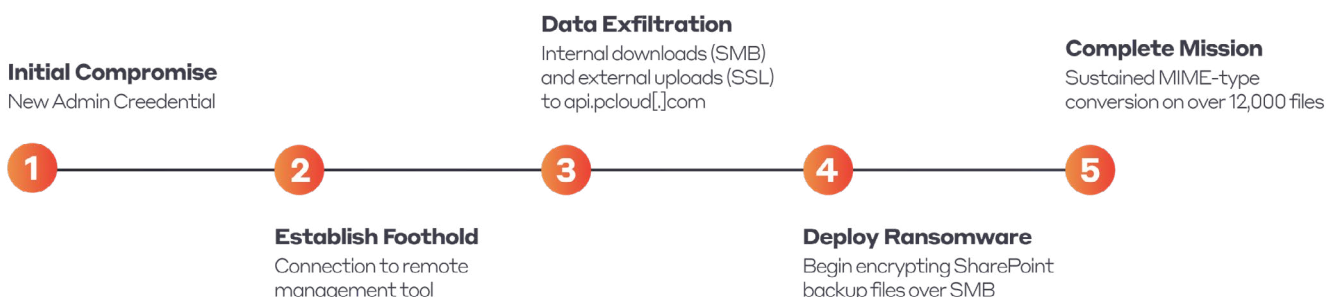 Initial Compromise
New Admin Creedential
1
Establish Foothold
Connection to remote
management tool
2
Data Exfiltration
Internal downloads (SMB)
and external uploads (SSL)
to api.pcloud[.]com
3
Deploy Ransomware
Begin encrypting SharePoint
backup files over SMB
4
Complete Mission
Sustained MIME-type
conversion on over 12,000 files
5